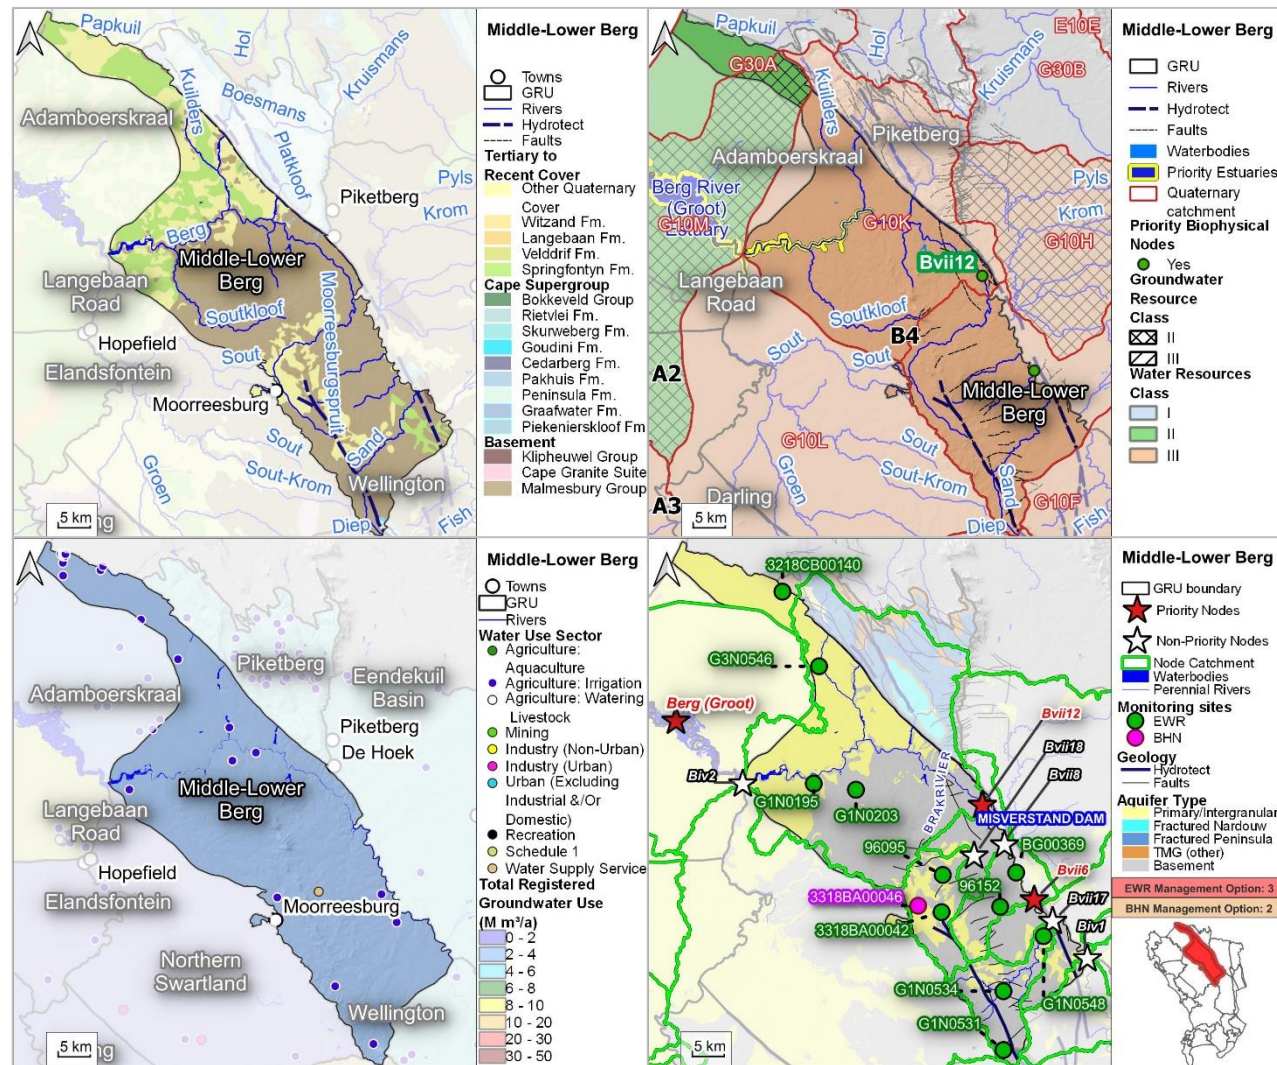 Papkuil
Hol
Kruismans
Boesmans
Kuilders
Platkloof
Adamboerskraal
Piketberg
Pyls
Krom
Berg
Middle-Lower
Berg
Langebaan
Road
Soutkloof
Moorreesburgspruit
Hopefield
Sout
Elandsfontein
Moorreesburg
Sout
Sand
Sout-Krom
Groen
Wellington
ng
Diep
Fish
5 km
Middle-Lower Berg
Towns
GRU
Rivers
Hydrotect
Faults
Tertiary to
Recent Cover
Other Quaternary
Cover
Witzand Fm.
Langebaan Fm.
Velddrif Fm.
Springfontyn Fm.
Cape Supergroup
Bokkeveld Group
Rietvlei Fm.
Skurweberg Fm.
Goudini Fm.
Cedarberg Fm.
Pakhuis Fm.
Peninsula Fm.
Graafwater Fm.
Piekenierskloof Fm
Basement
Klipheuwel Group
Cape Granite Suite
Malmesbury Group
Papkuil
Hol
E10E
G30A
Kruismans
G30B
Kuilders
Piketberg
Adamboerskraal
Berg River
(Groot)
G10M
Estuary
G10K
Pyls
Krom
G10H
Bvii12
Langebaan
Road
Soutkloof
B4
Sout
A2
Middle-Lower
Berg
G10L
Sout
Sout-Krom
Groen
Sand
G10F
A3
Darling
Diep
Fish
5 km
Middle-Lower Berg
GRU
Rivers
Hydrotect
Faults
Waterbodies
Priority Estuaries
Quaternary
catchment
Priority Biophysical
Nodes
Yes
Groundwater
Resource
Class
II
III
Water Resources
Class
I
II
III
Piketberg
Eendekuil
Basin
Adamboerskraal
Piketberg
De Hoek
Middle-Lower
Berg
Langebaan
Road
Hopefield
Elandsfontein
Moorreesburg
Northern
Swartland
Wellington
ng
5 km
Middle-Lower Berg
Towns
GRU
Rivers
Water Use Sector
Agriculture:
Aquaculture
Agriculture: Irrigation
Agriculture: Watering
Livestock
Mining
Industry (Non-Urban)
Industry (Urban)
Urban (Excluding
Industrial &/Or
Domestic)
Recreation
Schedule 1
Water Supply Service
Total Registered
Groundwater Use
(M m³/a)
0 - 2
2 - 4
4 - 6
6 - 8
8 - 10
10 - 20
20 - 30
30 - 50
3218CB00140
G3N0546
Berg (Groot)
Bvii12
Bvii18
Biv2
Bvii8
G1N0195
G1N0203
BRAKRIVIER
MISVERSTAND DAM
96095
BG00369
96152
Bvii6
3318BA00046
Bvii17
3318BA00042
Biv1
G1N0534
G1N0548
G1N0531
5 km
Middle-Lower Berg
GRU boundary
Priority Nodes
Non-Priority Nodes
Node Catchment
Waterbodies
Perennial Rivers
Monitoring sites
EWR
BHN
Geology
Hydrotect
Faults
Aquifer Type
Primary/Intergranular
Fractured Nardouw
Fractured Peninsula
TMG (other)
Basement
EWR Management Option: 3
BHN Management Option: 2